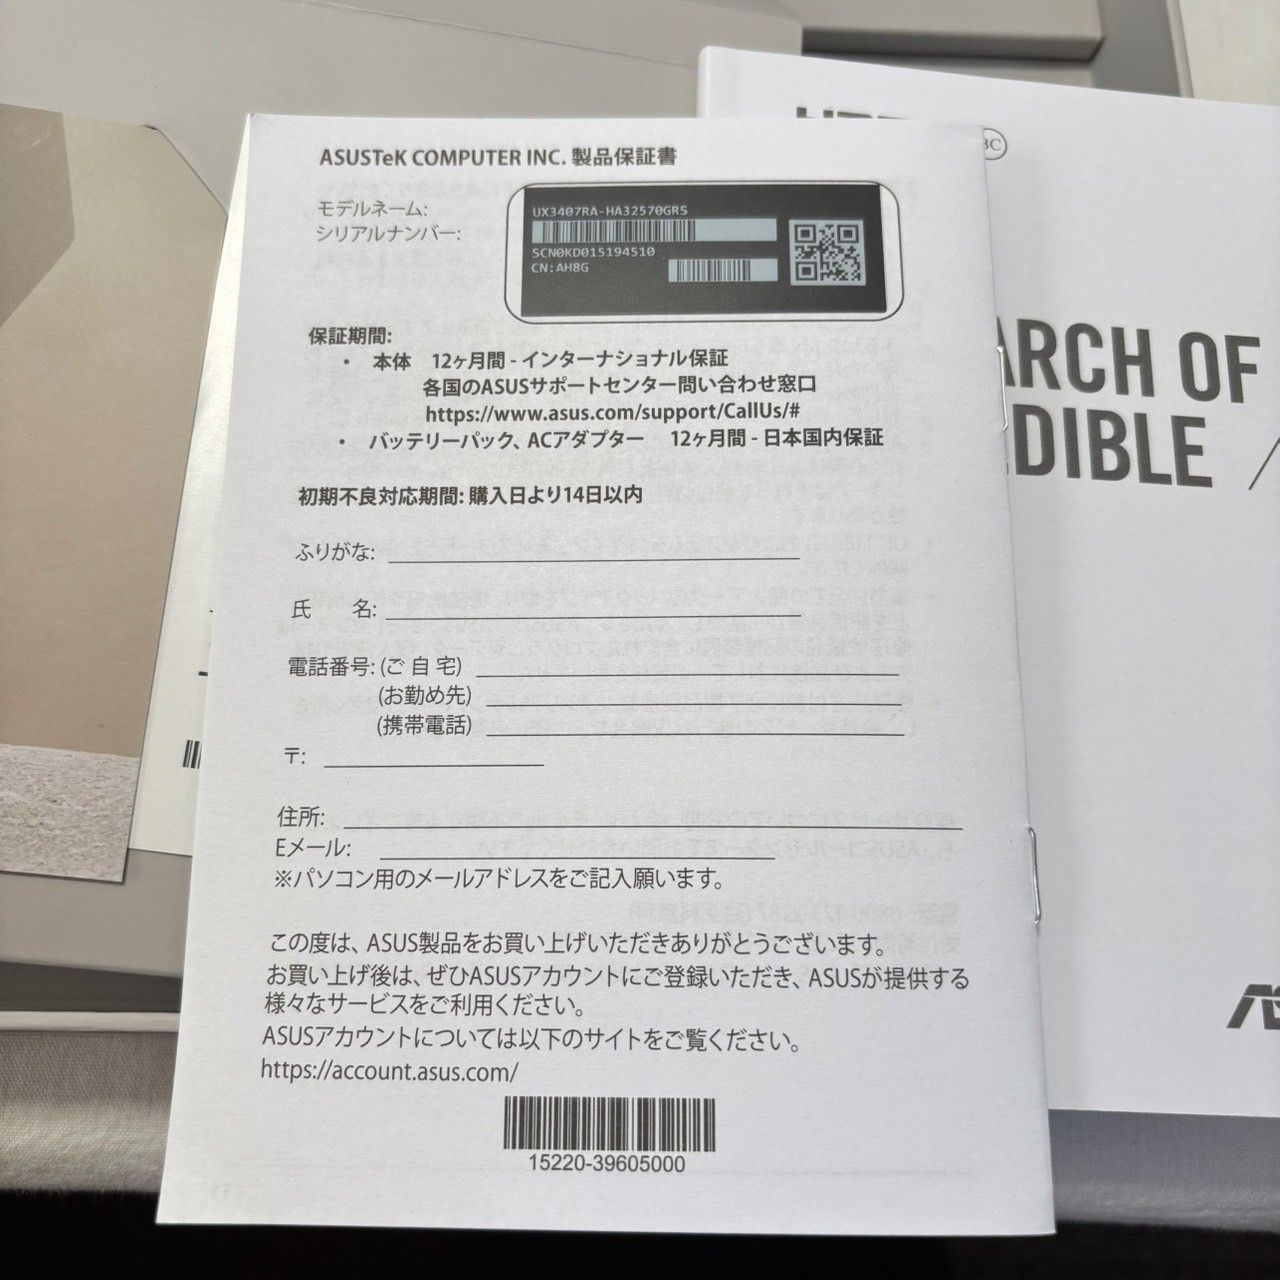 ASUSTeK COMPUTER INC. 製品保証書
モデルネーム:
シリアルナンバー:
UX3407RA-HA32570GRS
SCN0KD015194510
CN:AH8G
保証期間:
・ 本体 12ヶ月間 - インターナショナル保証
各国のASUSサポートセンター問い合わせ窓口
https://www.asus.com/support/CallUs/#
・ バッテリーパック、ACアダプター 12ヶ月間 - 日本国内保証
初期不良対応期間: 購入日より14日以内
ふりがな:
氏 名:
電話番号: (ご 自 宅)
(お勤め先)
(携帯電話)
〒:
住所:
Eメール:
※パソコン用のメールアドレスをご記入願います。
この度は、ASUS製品をお買い上げいただきありがとうございます。
お買い上げ後は、ぜひASUSアカウントにご登録いただき、ASUSが提供する
様々なサービスをご利用ください。
ASUSアカウントについては以下のサイトをご覧ください。
https://account.asus.com/
15220-39605000
ARCH OF
DIBLE